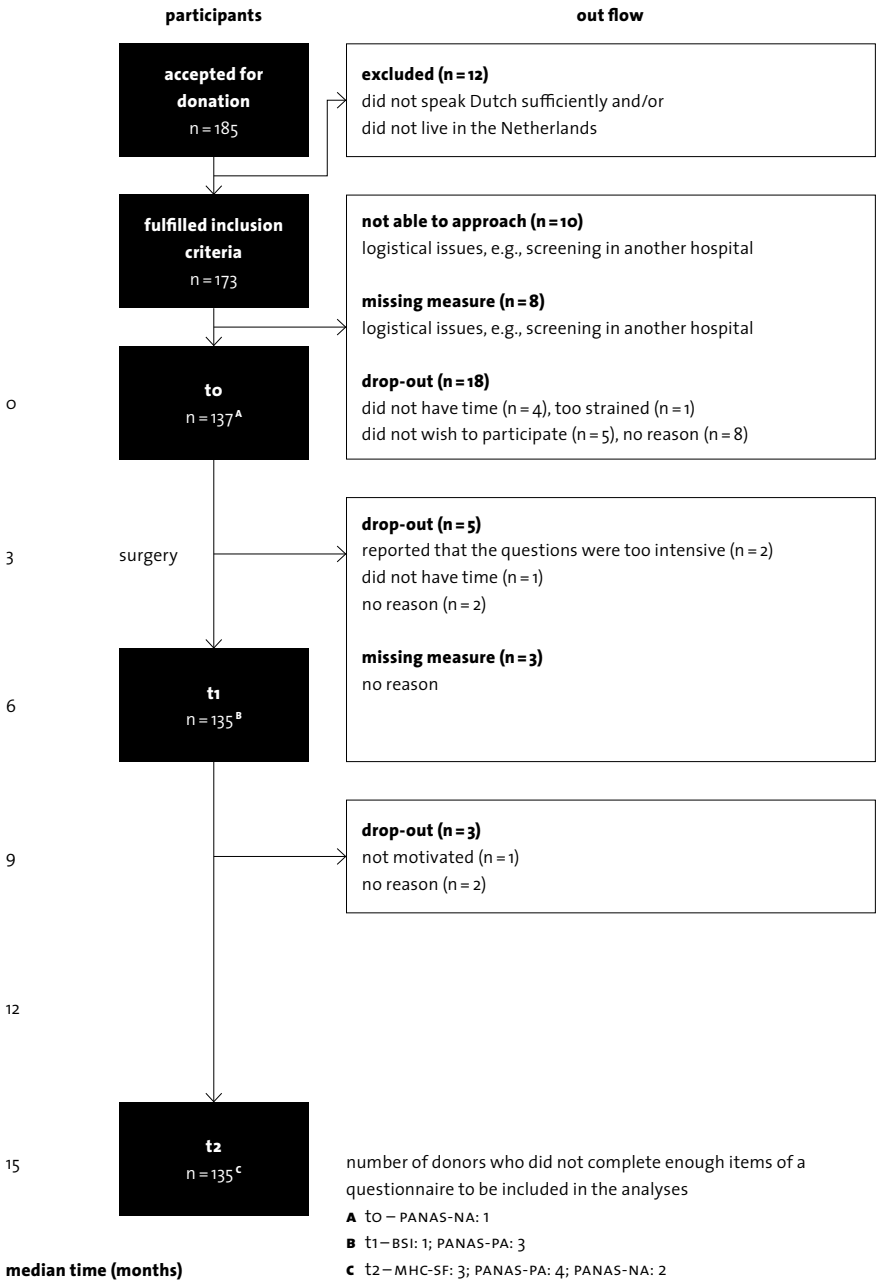 participants
out flow
accepted for
donation
n = 185
excluded (n = 12)
did not speak Dutch sufficiently and/or
did not live in the Netherlands
fulfilled inclusion
criteria
n = 173
not able to approach (n = 10)
logistical issues, e.g., screening in another hospital
missing measure (n = 8)
logistical issues, e.g., screening in another hospital
drop-out (n = 18)
did not have time (n = 4), too strained (n = 1)
did not wish to participate (n = 5), no reason (n = 8)
0
t0
n = 137 A
3
surgery
drop-out (n = 5)
reported that the questions were too intensive (n = 2)
did not have time (n = 1)
no reason (n = 2)
missing measure (n = 3)
no reason
6
t1
n = 135 B
9
drop-out (n = 3)
not motivated (n = 1)
no reason (n = 2)
12
15
t2
n = 135 C
number of donors who did not complete enough items of a
questionnaire to be included in the analyses
A t0 – PANAS-NA: 1
B t1 – BSI: 1; PANAS-PA: 3
C t2 – MHC-SF: 3; PANAS-PA: 4; PANAS-NA: 2
median time (months)